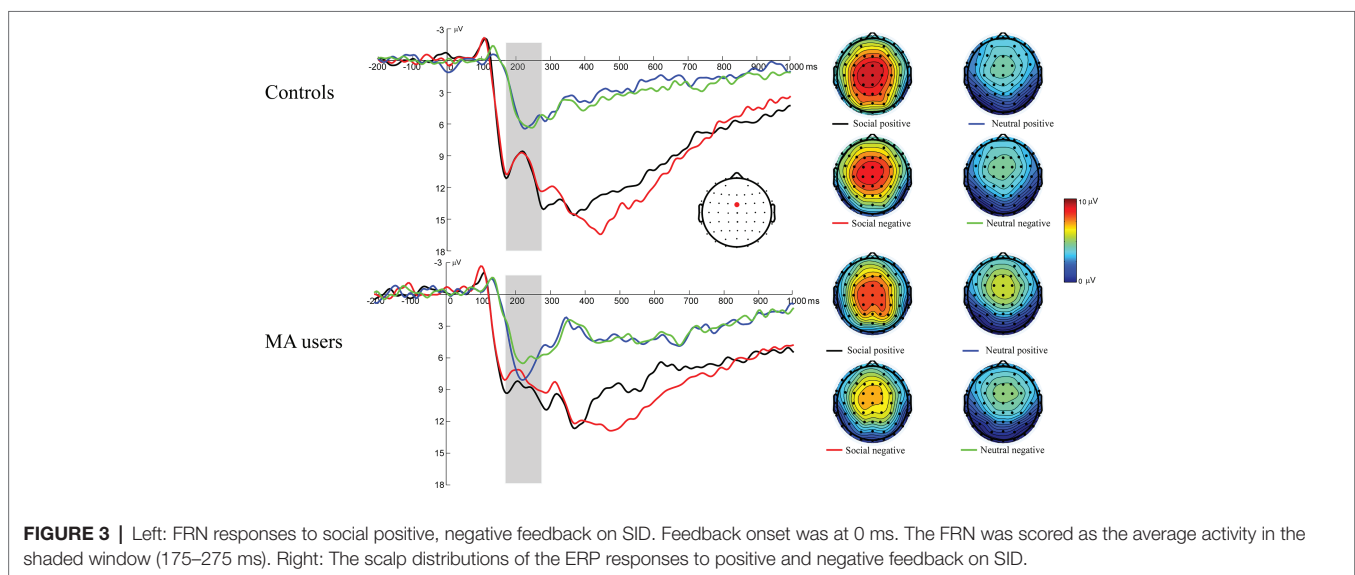 -3
μV
-200 -100 0 100 200 300 400 500 600 700 800 900 1000 ms
3
6
9
12
15
18
Controls
-3
μV
-200 -100 0 100 200 300 400 500 600 700 800 900 1000 ms
3
6
9
12
15
18
MA users
Social positive
Neutral positive
Social negative
Neutral negative
Social positive
Neutral positive
Social negative
Neutral negative
10 μV
0 μV
FIGURE 3 | Left: FRN responses to social positive, negative feedback on SID. Feedback onset was at 0 ms. The FRN was scored as the average activity in the
shaded window (175–275 ms). Right: The scalp distributions of the ERP responses to positive and negative feedback on SID.